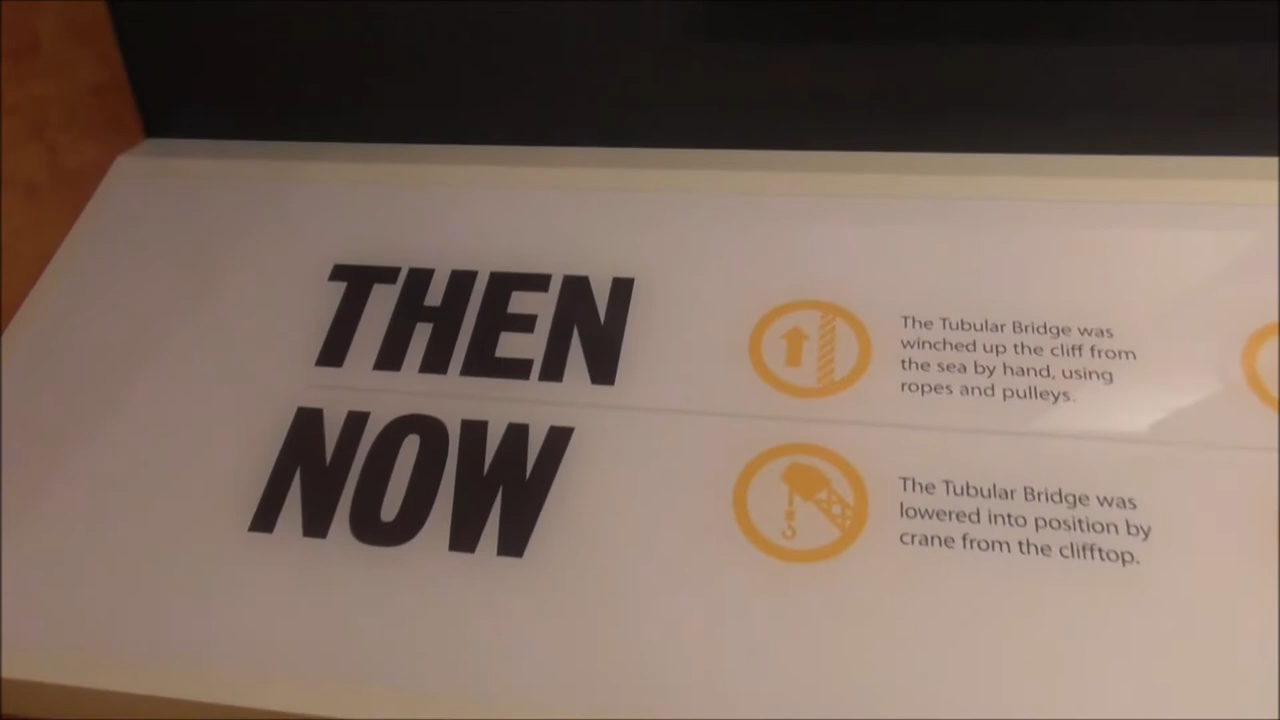 THEN
The Tubular Bridge was
winched up the cliff from
the sea by hand, using
ropes and pulleys.
NOW
The Tubular Bridge was
lowered into position by
crane from the clifftop.